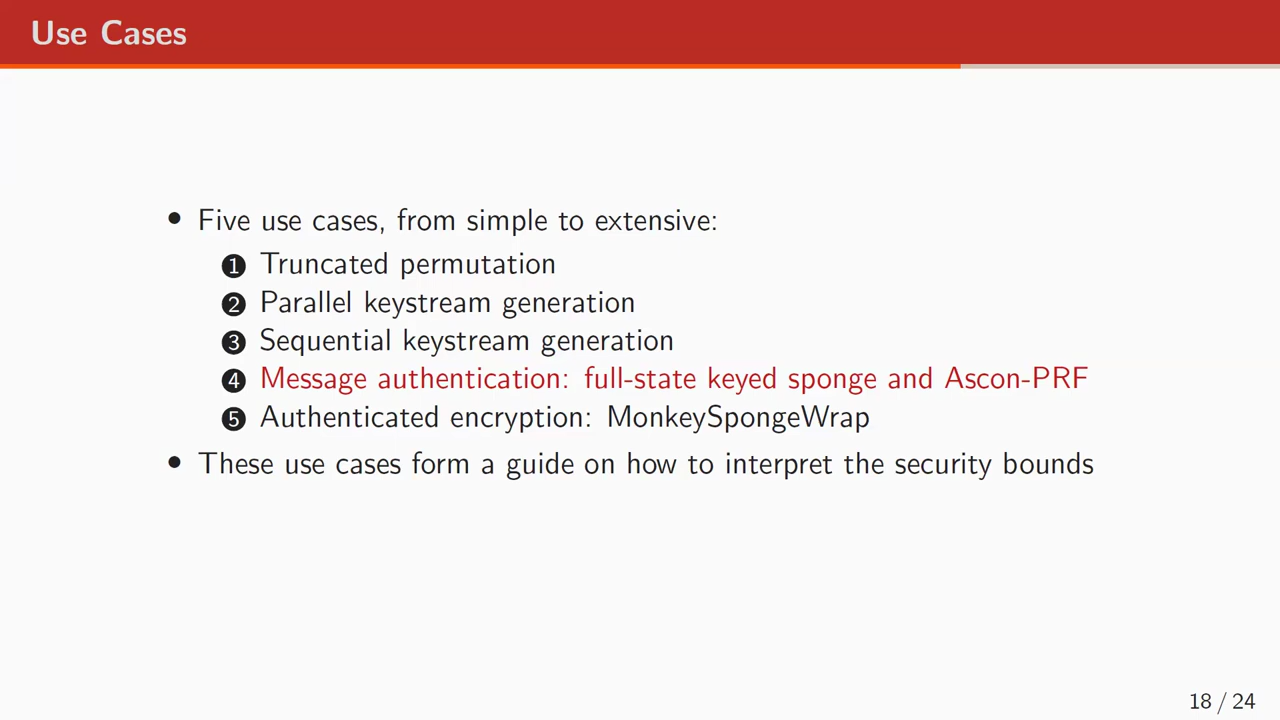 Use Cases
• Five use cases, from simple to extensive:
1 Truncated permutation
2 Parallel keystream generation
3 Sequential keystream generation
4 Message authentication: full-state keyed sponge and Ascon-PRF
5 Authenticated encryption: MonkeySpongeWrap
• These use cases form a guide on how to interpret the security bounds
18 / 24